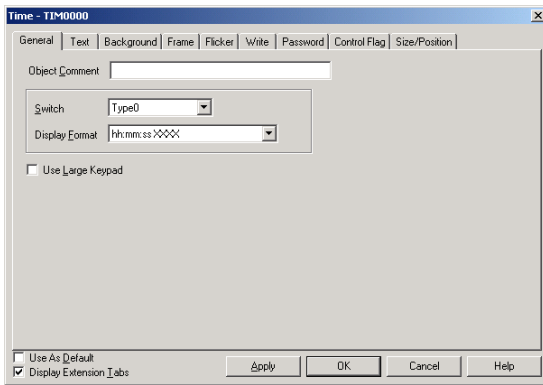 Time - TIM0000
General Text Background Frame Flicker Write Password Control Flag Size/Position
Object Comment
Switch Type0
Display Format hh:mm:ss XXXX
Use Large Keypad
Use As Default
Display Extension Tabs
Apply OK Cancel Help